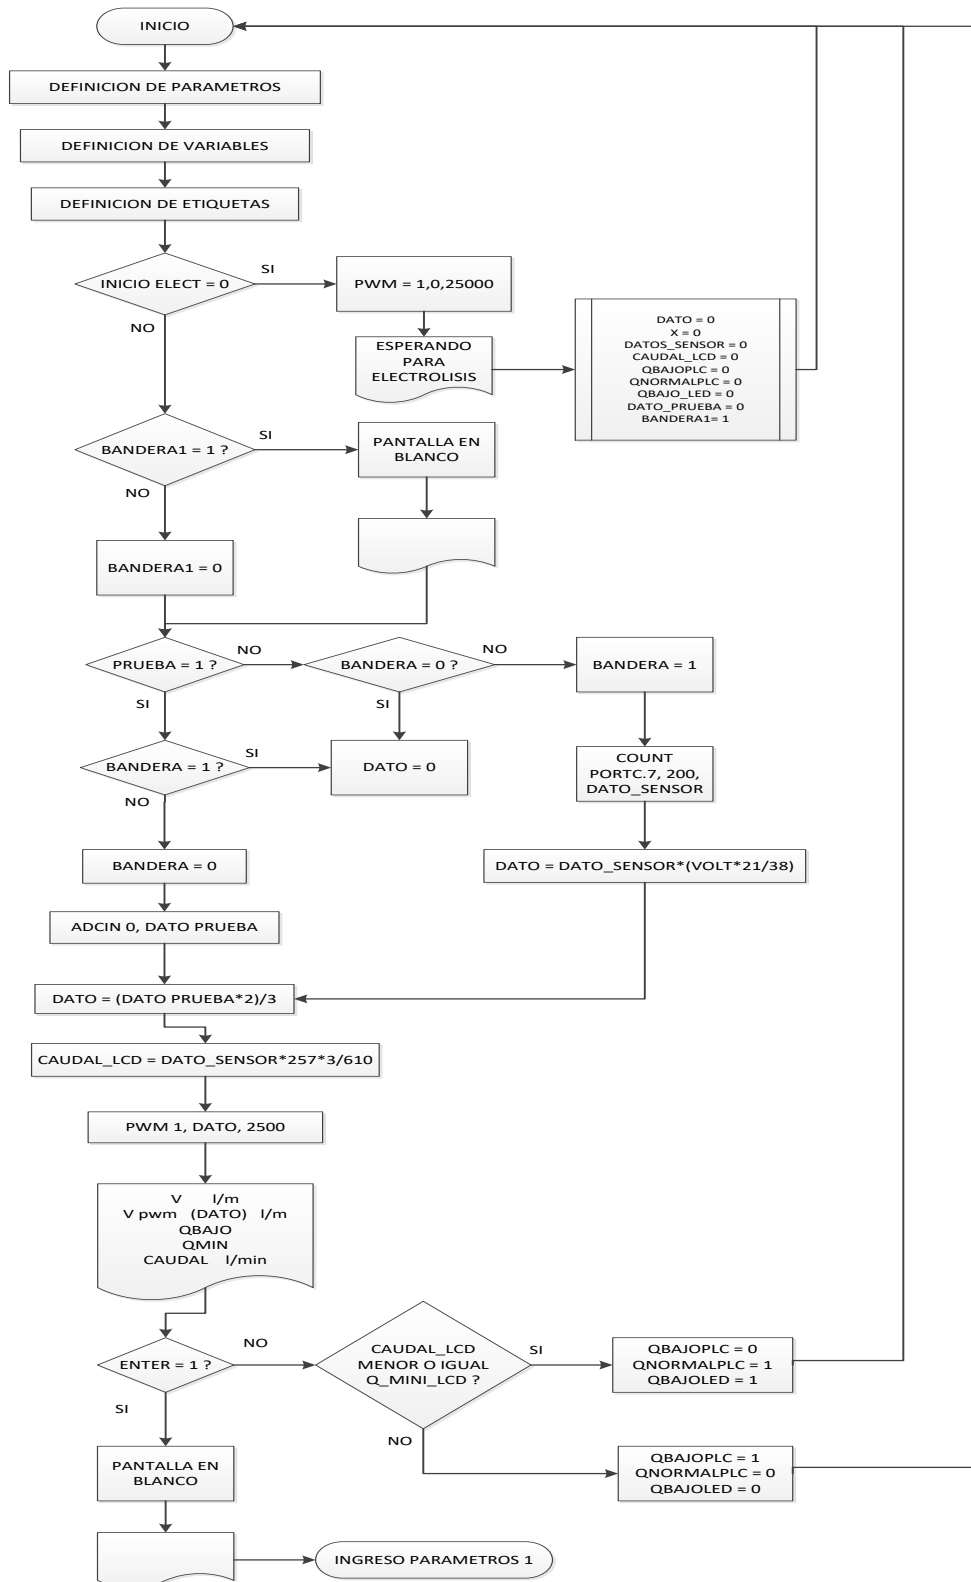 INICIO
DEFINICION DE PARAMETROS
DEFINICION DE VARIABLES
DEFINICION DE ETIQUETAS
INICIO ELECT = 0
SI
NO
PWM = 1,0,25000
ESPERANDO
PARA
ELECTROLISIS
DATO = 0
X = 0
DATOS_SENSOR = 0
CAUDAL_LCD = 0
QBAJOPLC = 0
QNORMALPLC = 0
QBAJO_LED = 0
DATO_PRUEBA = 0
BANDERA1= 1
BANDERA1 = 1 ?
SI
NO
PANTALLA EN
BLANCO
BANDERA1 = 0
PRUEBA = 1 ?
NO
SI
BANDERA = 0 ?
NO
SI
BANDERA = 1
BANDERA = 1 ?
SI
NO
DATO = 0
COUNT
PORTC.7, 200,
DATO_SENSOR
BANDERA = 0
DATO = DATO_SENSOR*(VOLT*21/38)
ADCIN 0, DATO PRUEBA
DATO = (DATO PRUEBA*2)/3
CAUDAL_LCD = DATO_SENSOR*257*3/610
PWM 1, DATO, 2500
V l/m
V pwm (DATO) l/m
QBAJO
QMIN
CAUDAL l/min
ENTER = 1 ?
NO
SI
CAUDAL_LCD
MENOR O IGUAL
Q_MINI_LCD ?
SI
NO
QBAJOPLC = 0
QNORMALPLC = 1
QBAJOLED = 1
QBAJOPLC = 1
QNORMALPLC = 0
QBAJOLED = 0
PANTALLA EN
BLANCO
INGRESO PARAMETROS 1